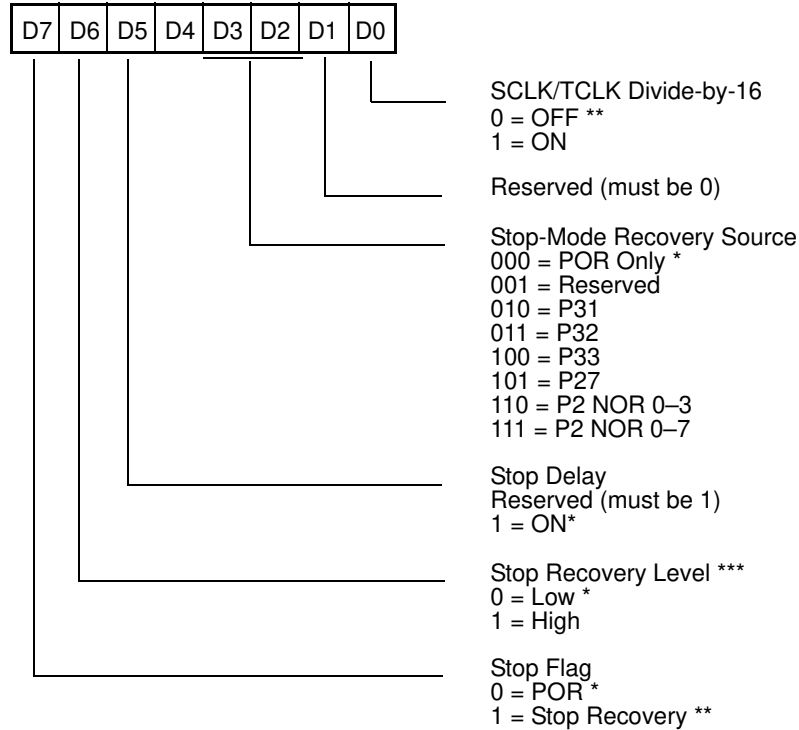 D7 D6 D5 D4 D3 D2 D1 D0
SCLK/TCLK Divide-by-16
0 = OFF **
1 = ON
Reserved (must be 0)
Stop-Mode Recovery Source
000 = POR Only *
001 = Reserved
010 = P31
011 = P32
100 = P33
101 = P27
110 = P2 NOR 0–3
111 = P2 NOR 0–7
Stop Delay
Reserved (must be 1)
1 = ON*
Stop Recovery Level ***
0 = Low *
1 = High
Stop Flag
0 = POR *
1 = Stop Recovery **